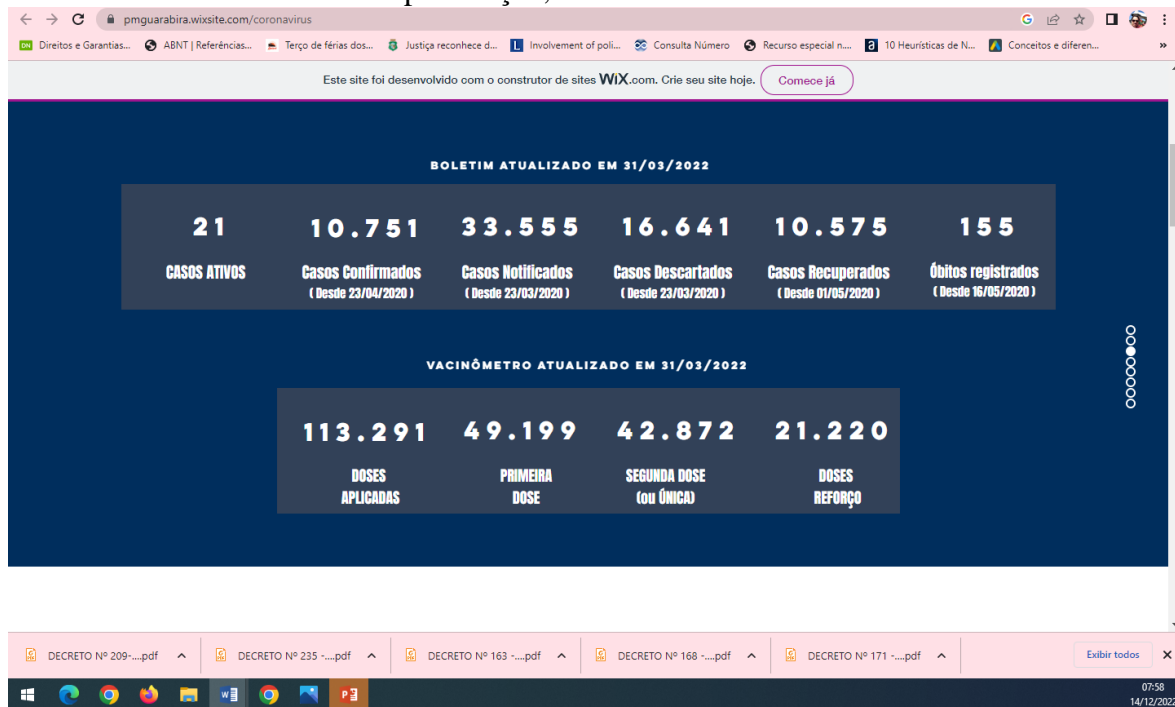 pmguarabira.wixsite.com/coronavirus
Direitos e Garantias... ABNT | Referências... Terço de férias dos... Justiça reconhece d... Involvement of poli... Consulta Número Recurso especial n.... 10 Heurísticas de N... Conceitos e diferen... »
Este site foi desenvolvido com o construtor de sites WiX.com. Crie seu site hoje. Comece já
BOLETIM ATUALIZADO EM 31/03/2022
21 10.751 33.555 16.641 10.575 155
CASOS ATIVOS Casos Confirmados Casos Notificados Casos Descartados Casos Recuperados Óbitos registrados
( Desde 23/04/2020 ) ( Desde 23/03/2020 ) ( Desde 23/03/2020 ) ( Desde 01/05/2020 ) ( Desde 16/05/2020 )
VACINÔMETRO ATUALIZADO EM 31/03/2022
113.291 49.199 42.872 21.220
DOSES PRIMEIRA SEGUNDA DOSE DOSES
APLICADAS DOSE (ou ÚNICA) REFORÇO
DECRETO Nº 209-....pdf DECRETO Nº 235 -....pdf DECRETO Nº 163 -....pdf DECRETO Nº 168 -....pdf DECRETO Nº 171 -....pdf Exibir todos
07:58
14/12/2022